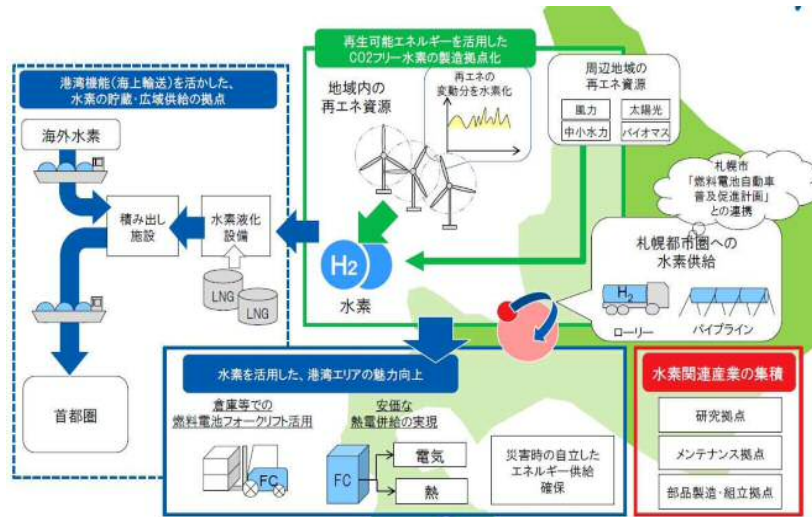 再生可能エネルギーを活用した
CO2フリー水素の製造拠点化
港湾機能(海上輸送)を活かした、
水素の貯蔵・広域供給の拠点
海外水素
積み出し
施設
水素液化
設備
LNG
LNG
首都圏
地域内の
再エネ資源
再エネの
変動分を水素化
周辺地域の
再エネ資源
風力
太陽光
中小水力
バイオマス
H2
水素
札幌市
「燃料電池自動車
普及促進計画」
との連携
札幌都市圏への
水素供給
H2
ローリー
パイプライン
水素を活用した、港湾エリアの魅力向上
倉庫等での
燃料電池フォークリフト活用
FC
安価な
熱電併給の実現
FC
電気
熱
災害時の自立した
エネルギー供給
確保
水素関連産業の集積
研究拠点
メンテナンス拠点
部品製造・組立拠点